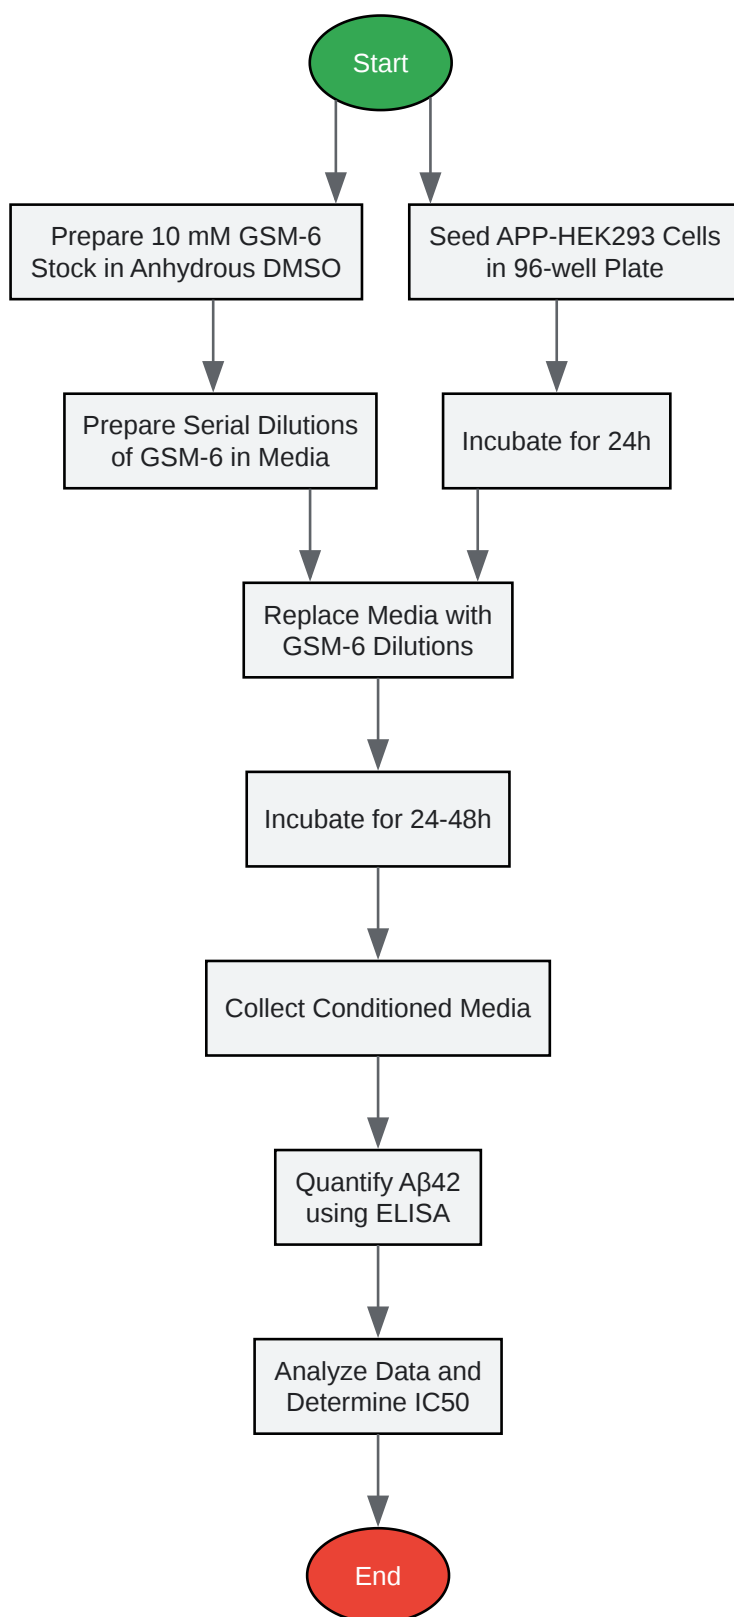 Start
Prepare 10 mM GSM-6
Stock in Anhydrous DMSO
Seed APP-HEK293 Cells
in 96-well Plate
Prepare Serial Dilutions
of GSM-6 in Media
Incubate for 24h
Replace Media with
GSM-6 Dilutions
Incubate for 24-48h
Collect Conditioned Media
Quantify Aβ42
using ELISA
Analyze Data and
Determine IC50
End